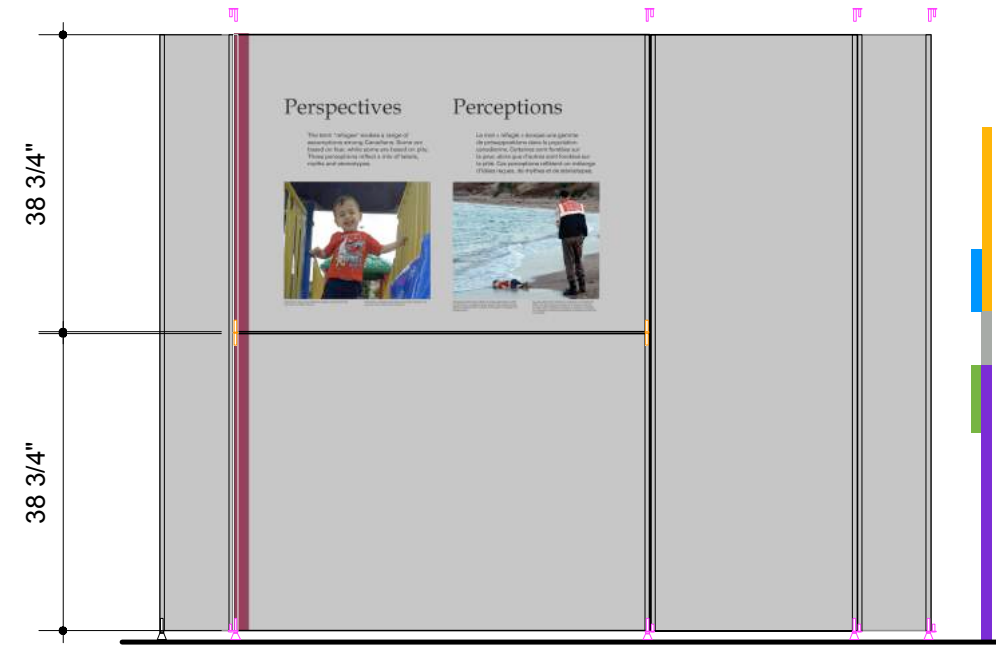 Perspectives
The term "refugee" evokes a range of
assumptions among Canadians. Some are
based on fear, while some are based on pity.
These perceptions reflect a mix of beliefs,
myths and stereotypes.
Perceptions
Le mot « réfugié » évoque une gamme
de présuppositions dans la population
canadienne. Certaines sont fondées sur
la peur, alors que d'autres sont fondées sur
la pitié. Ces perceptions reflètent un mélange
d'idées reçues, de mythes et de stéréotypes.
38 3/4"
38 3/4"